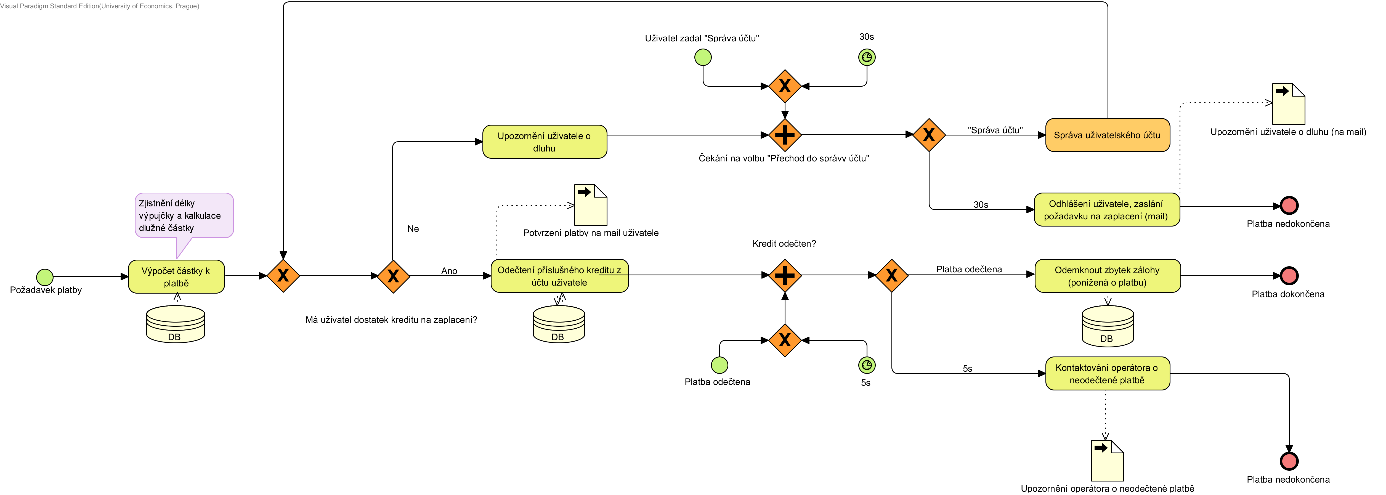 Visual Paradigm Standard Edition(University of Economics, Prague)
Uživatel zadal "Správa účtu"
30s
Upozornění uživatele o
dluhu
Čekání na volbu "Přechod do správy účtu"
"Správa účtu"
Správa uživatelského účtu
Upozornění uživatele o dluhu (na mail)
Zjistnění délky
výpujčky a kalkulace
dlužné částky
Ne
Potvrzení platby na mail uživatele
30s
Odhlášení uživatele, zaslání
požadavku na zaplacení (mail)
Platba nedokončena
Kredit odečten?
Požadavek platby
Výpočet částky k
platbě
DB
Má uživatel dostatek kreditu na zaplacení?
Ano
Odečtení příslušného kreditu z
účtu uživatele
DB
Platba odečtena
Odemknout zbytek zálohy
(ponížená o platbu)
DB
Platba dokončena
Platba odečtena
5s
5s
Kontaktování operátora o
neodečtené platbě
Upozornění operátora o neodečtené platbě
Platba nedokončena